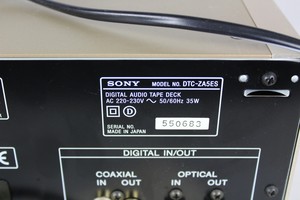 SONY MODEL NO. DTC-ZA5ES
DIGITAL AUDIO TAPE DECK
AC 220-230V ~ 50/60Hz 35W
SERIAL NO. 550683
MADE IN JAPAN
DIGITAL IN/OUT
COAXIAL OPTICAL
IN OUT IN OUT